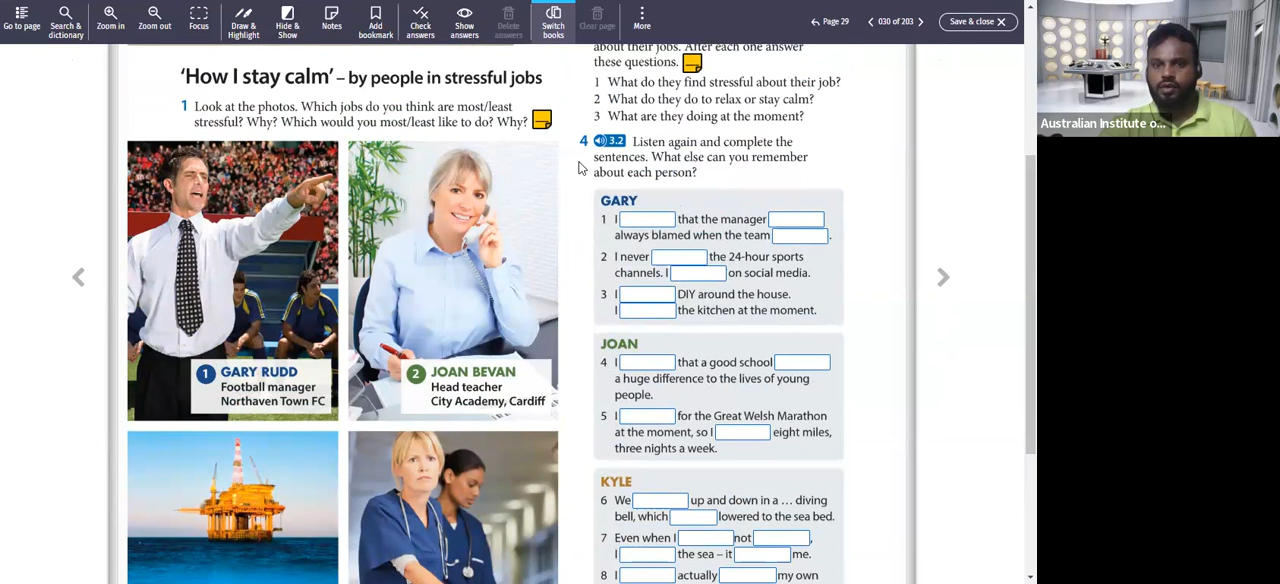 Go to page
Search & dictionary
Zoom in
Zoom out
Focus
Draw & Highlight
Hide & Show
Notes
Add bookmark
Check answers
Show answers
Delete answers
Switch books
Clear page
More
Page 29
030 of 203
Save & close
'How I stay calm' – by people in stressful jobs
1 Look at the photos. Which jobs do you think are most/least
stressful? Why? Which would you most/least like to do? Why?
1 GARY RUDD
Football manager
Northaven Town FC
2 JOAN BEVAN
Head teacher
City Academy, Cardiff
about their jobs. After each one answer
these questions.
1 What do they find stressful about their job?
2 What do they do to relax or stay calm?
3 What are they doing at the moment?
4 3.2 Listen again and complete the
sentences. What else can you remember
about each person?
GARY
1 I that the manager
always blamed when the team .
2 I never the 24-hour sports
channels. I on social media.
3 I DIY around the house.
I the kitchen at the moment.
JOAN
4 I that a good school
a huge difference to the lives of young
people.
5 I for the Great Welsh Marathon
at the moment, so I eight miles,
three nights a week.
KYLE
6 We up and down in a … diving
bell, which lowered to the sea bed.
7 Even when I not ,
I the sea – it me.
8 I actually my own
Australian Institute o...